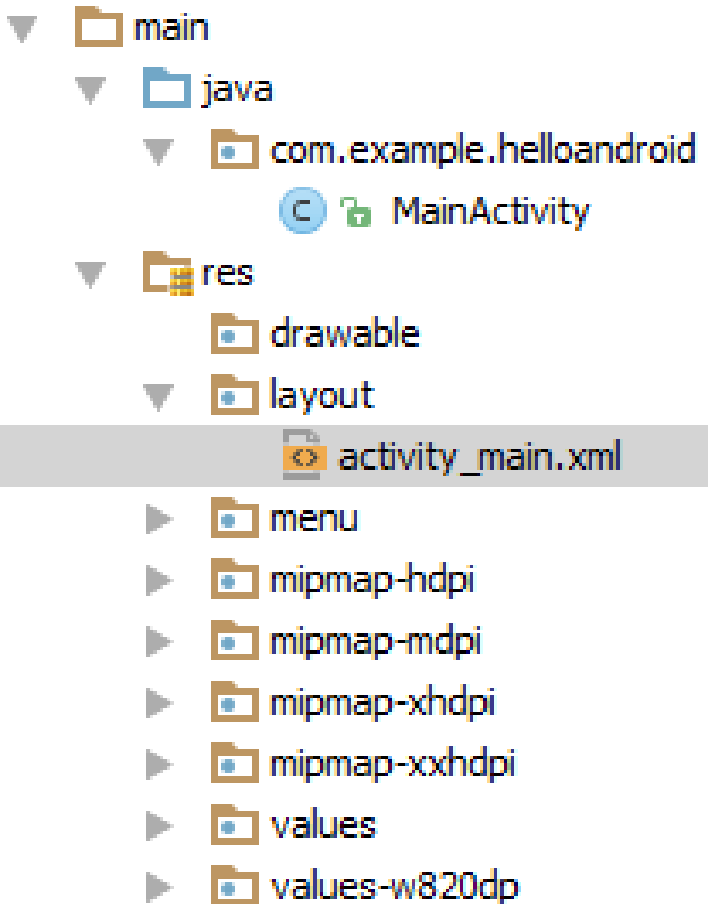 main
java
com.example.helloandroid
C MainActivity
res
drawable
layout
<> activity_main.xml
menu
mipmap-hdpi
mipmap-mdpi
mipmap-xhdpi
mipmap-xxhdpi
values
values-w820dp